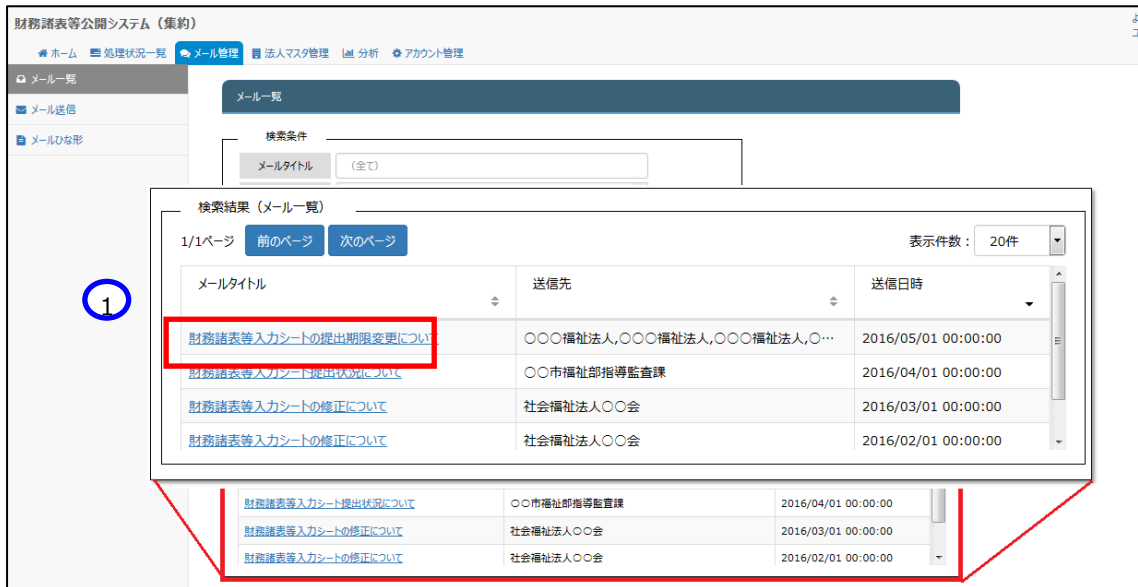 財務諸表等公開システム（集約）
ホーム 処理状況一覧 メール管理 法人マスタ管理 分析 アカウント管理
メール一覧
メール送信
メールひな形
メール一覧
検索条件
メールタイトル （全て）
検索結果（メール一覧）
1/1ページ 前のページ 次のページ 表示件数： 20件
メールタイトル 送信先 送信日時
1
財務諸表等入力シートの提出期限変更について ○○○福祉法人,○○○福祉法人,○○○福祉法人,○… 2016/05/01 00:00:00
財務諸表等入力シート提出状況について ○○市福祉部指導監査課 2016/04/01 00:00:00
財務諸表等入力シートの修正について 社会福祉法人○○会 2016/03/01 00:00:00
財務諸表等入力シートの修正について 社会福祉法人○○会 2016/02/01 00:00:00
財務諸表等入力シート提出状況について ○○市福祉部指導監査課 2016/04/01 00:00:00
財務諸表等入力シートの修正について 社会福祉法人○○会 2016/03/01 00:00:00
財務諸表等入力シートの修正について 社会福祉法人○○会 2016/02/01 00:00:00